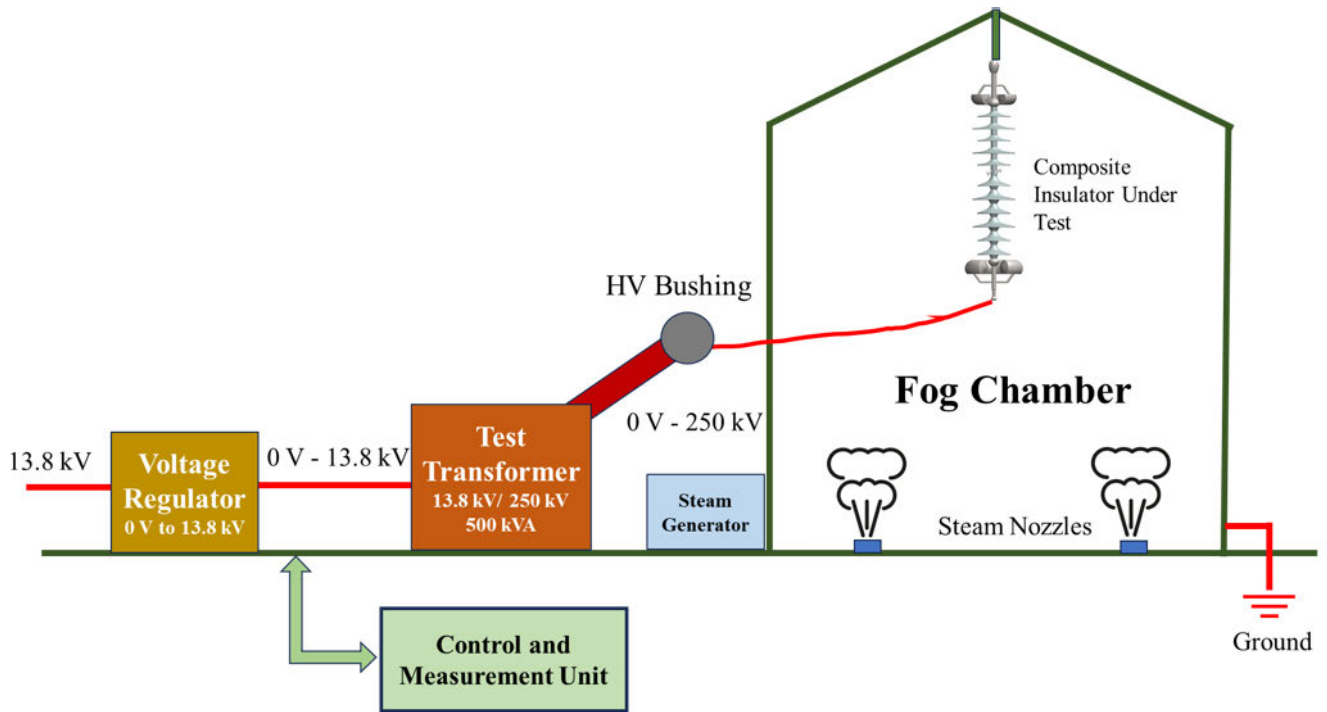 Composite
Insulator Under
Test
HV Bushing
Fog Chamber
0 V - 250 kV
13.8 kV
Voltage
Regulator
0 V to 13.8 kV
0 V - 13.8 kV
Test
Transformer
13.8 kV/ 250 kV
500 kVA
Steam
Generator
Steam Nozzles
Ground
Control and
Measurement Unit